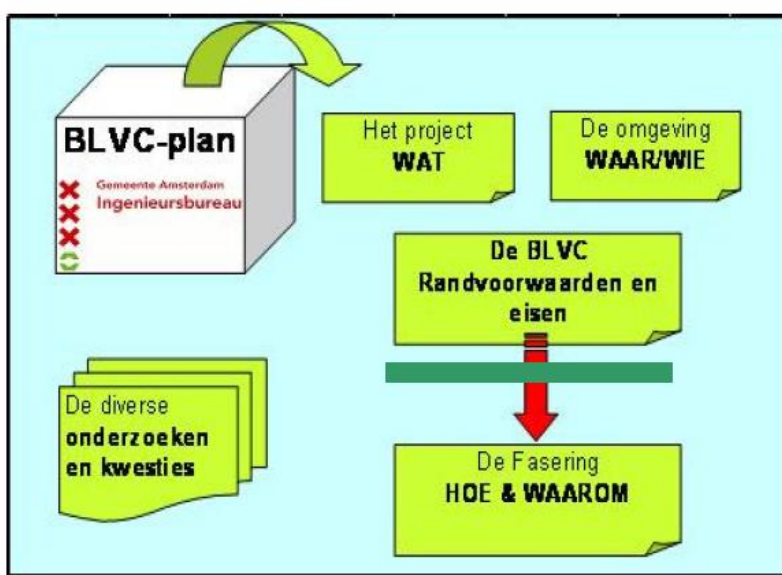 BLVC-plan
Gemeente Amsterdam
Ingenieursbureau
Het project
WAT
De omgeving
WAAR/WIE
De BLVC
Randvoorwaarden en
eisen
De diverse
onderzoeken
en kwesties
De Fasering
HOE & WAAROM